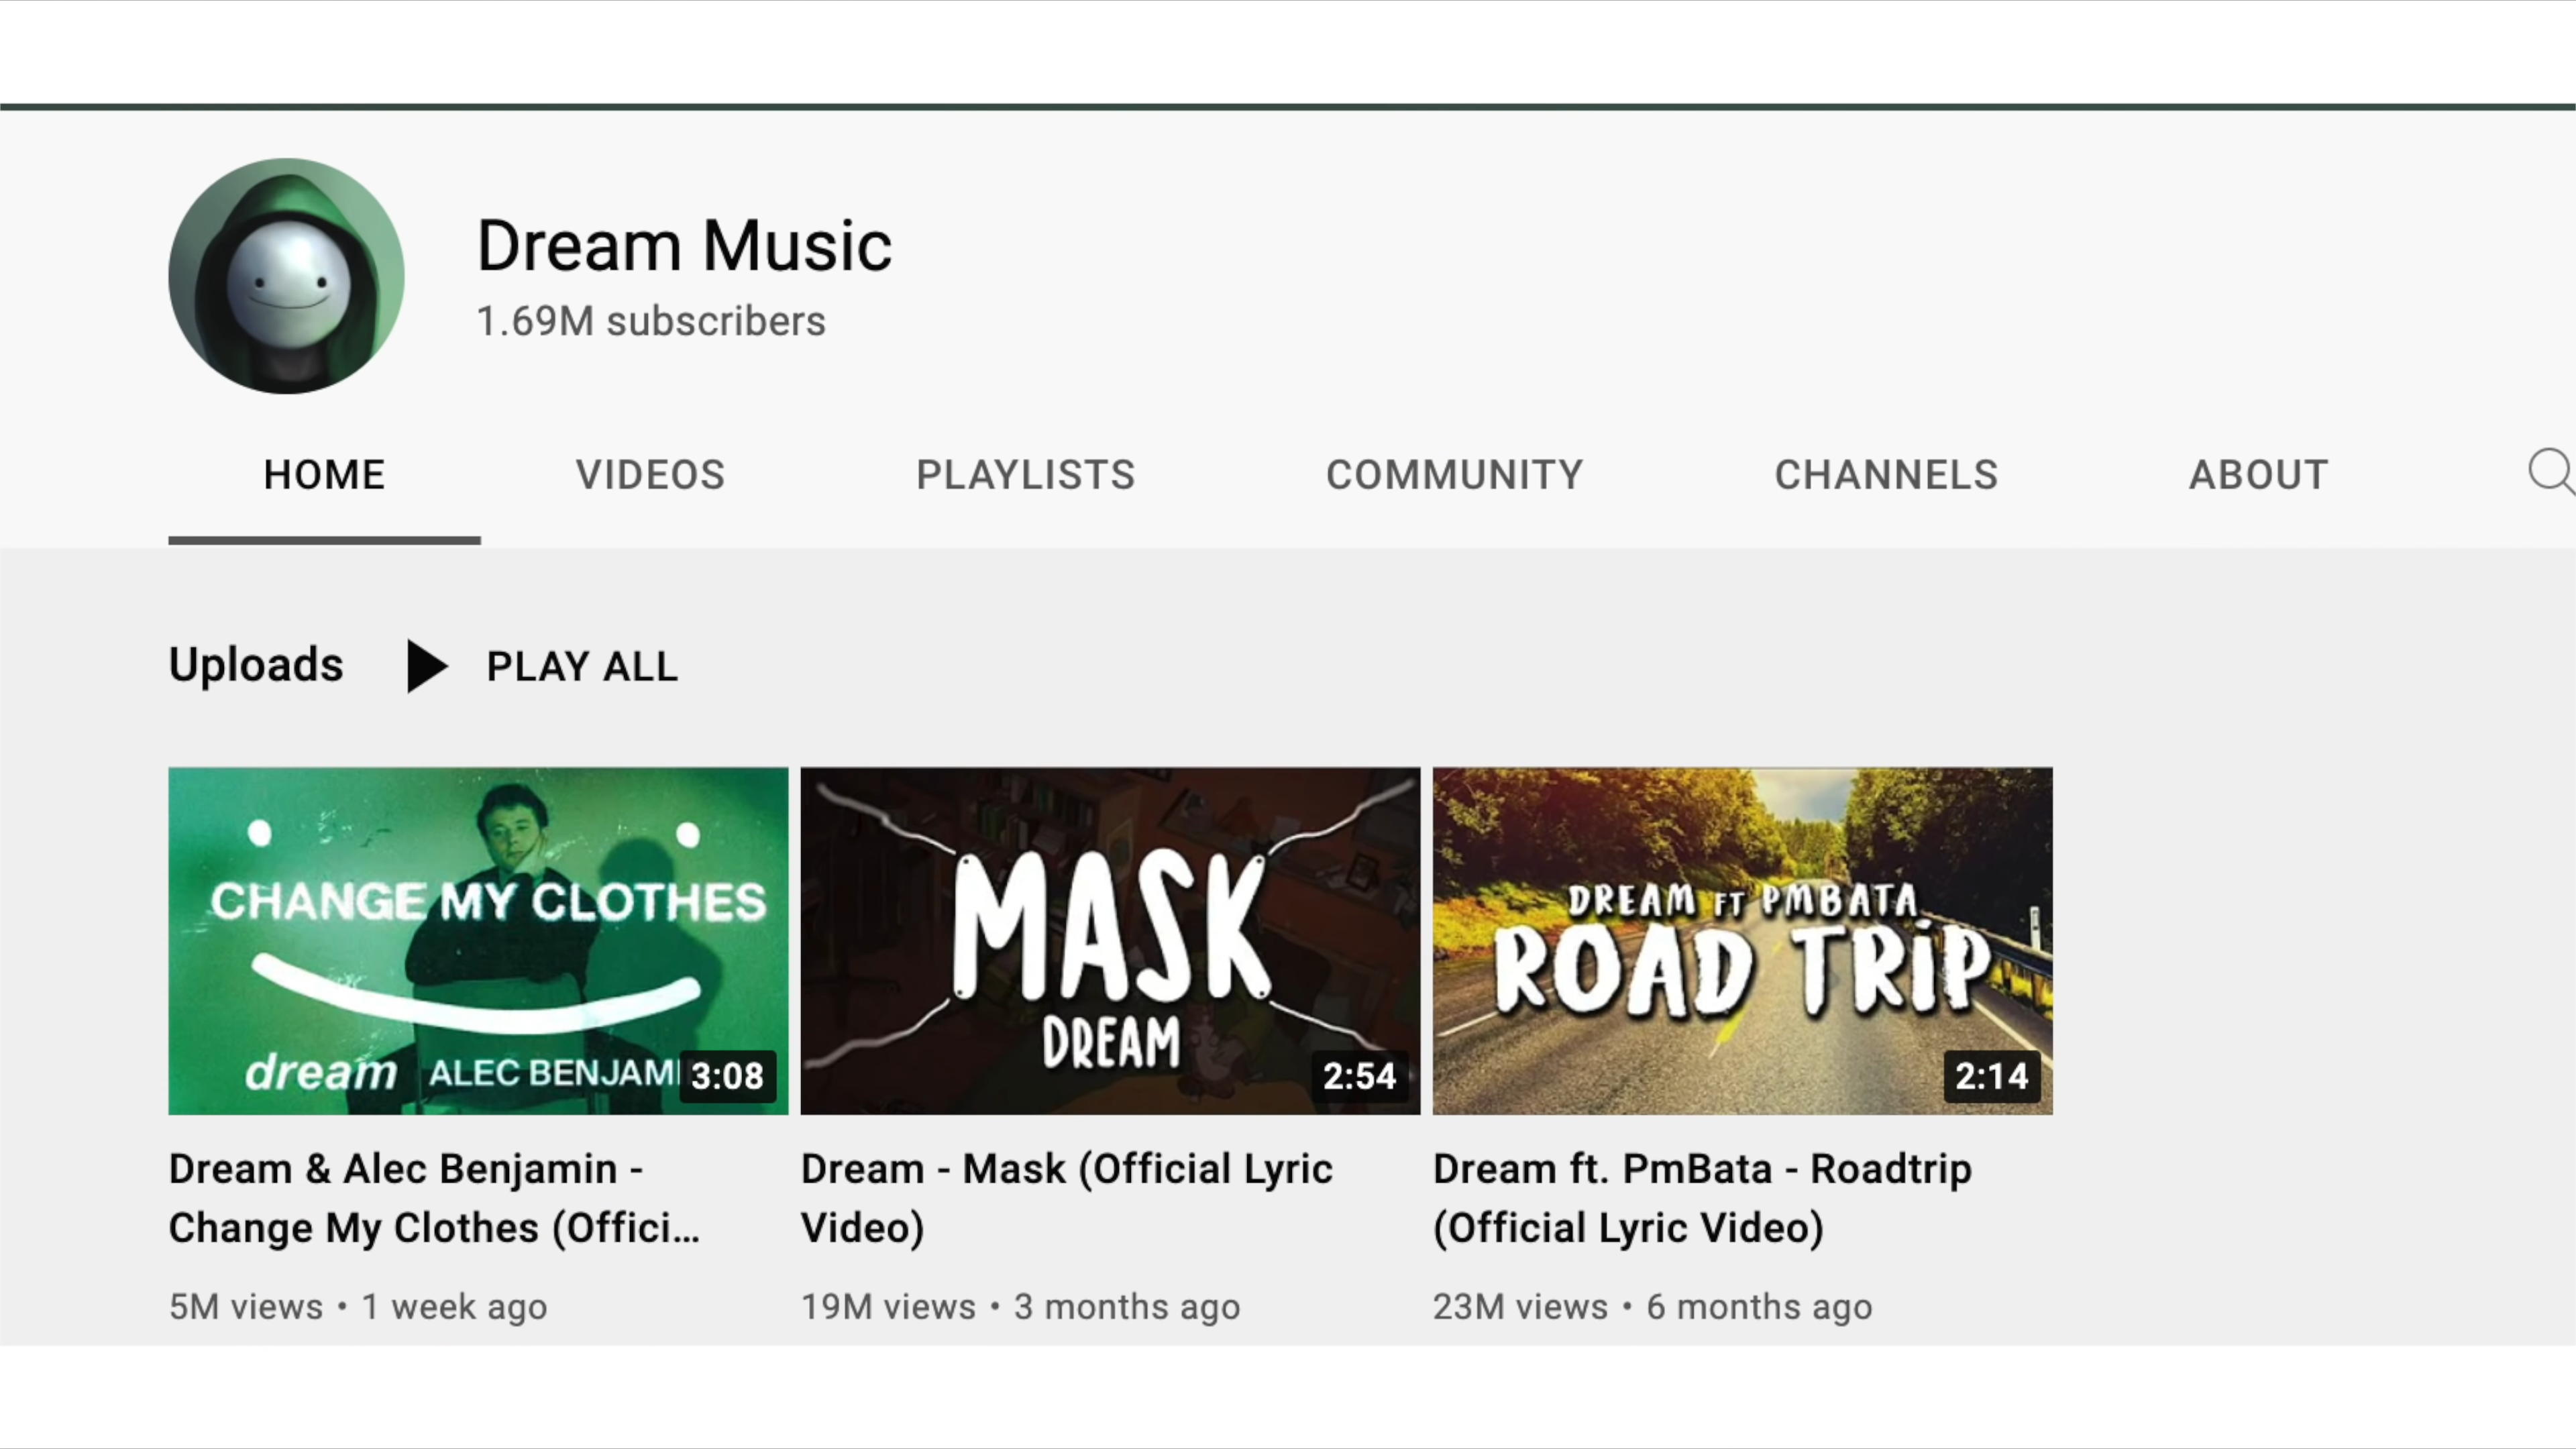 Dream Music
1.69M subscribers
HOME VIDEOS PLAYLISTS COMMUNITY CHANNELS ABOUT
Uploads PLAY ALL
CHANGE MY CLOTHES
dream ALEC BENJAMI
3:08
MASK
DREAM
2:54
DREAM FT PMBATA
ROAD TRiP
2:14
Dream & Alec Benjamin -
Change My Clothes (Offici...
5M views • 1 week ago
Dream - Mask (Official Lyric
Video)
19M views • 3 months ago
Dream ft. PmBata - Roadtrip
(Official Lyric Video)
23M views • 6 months ago